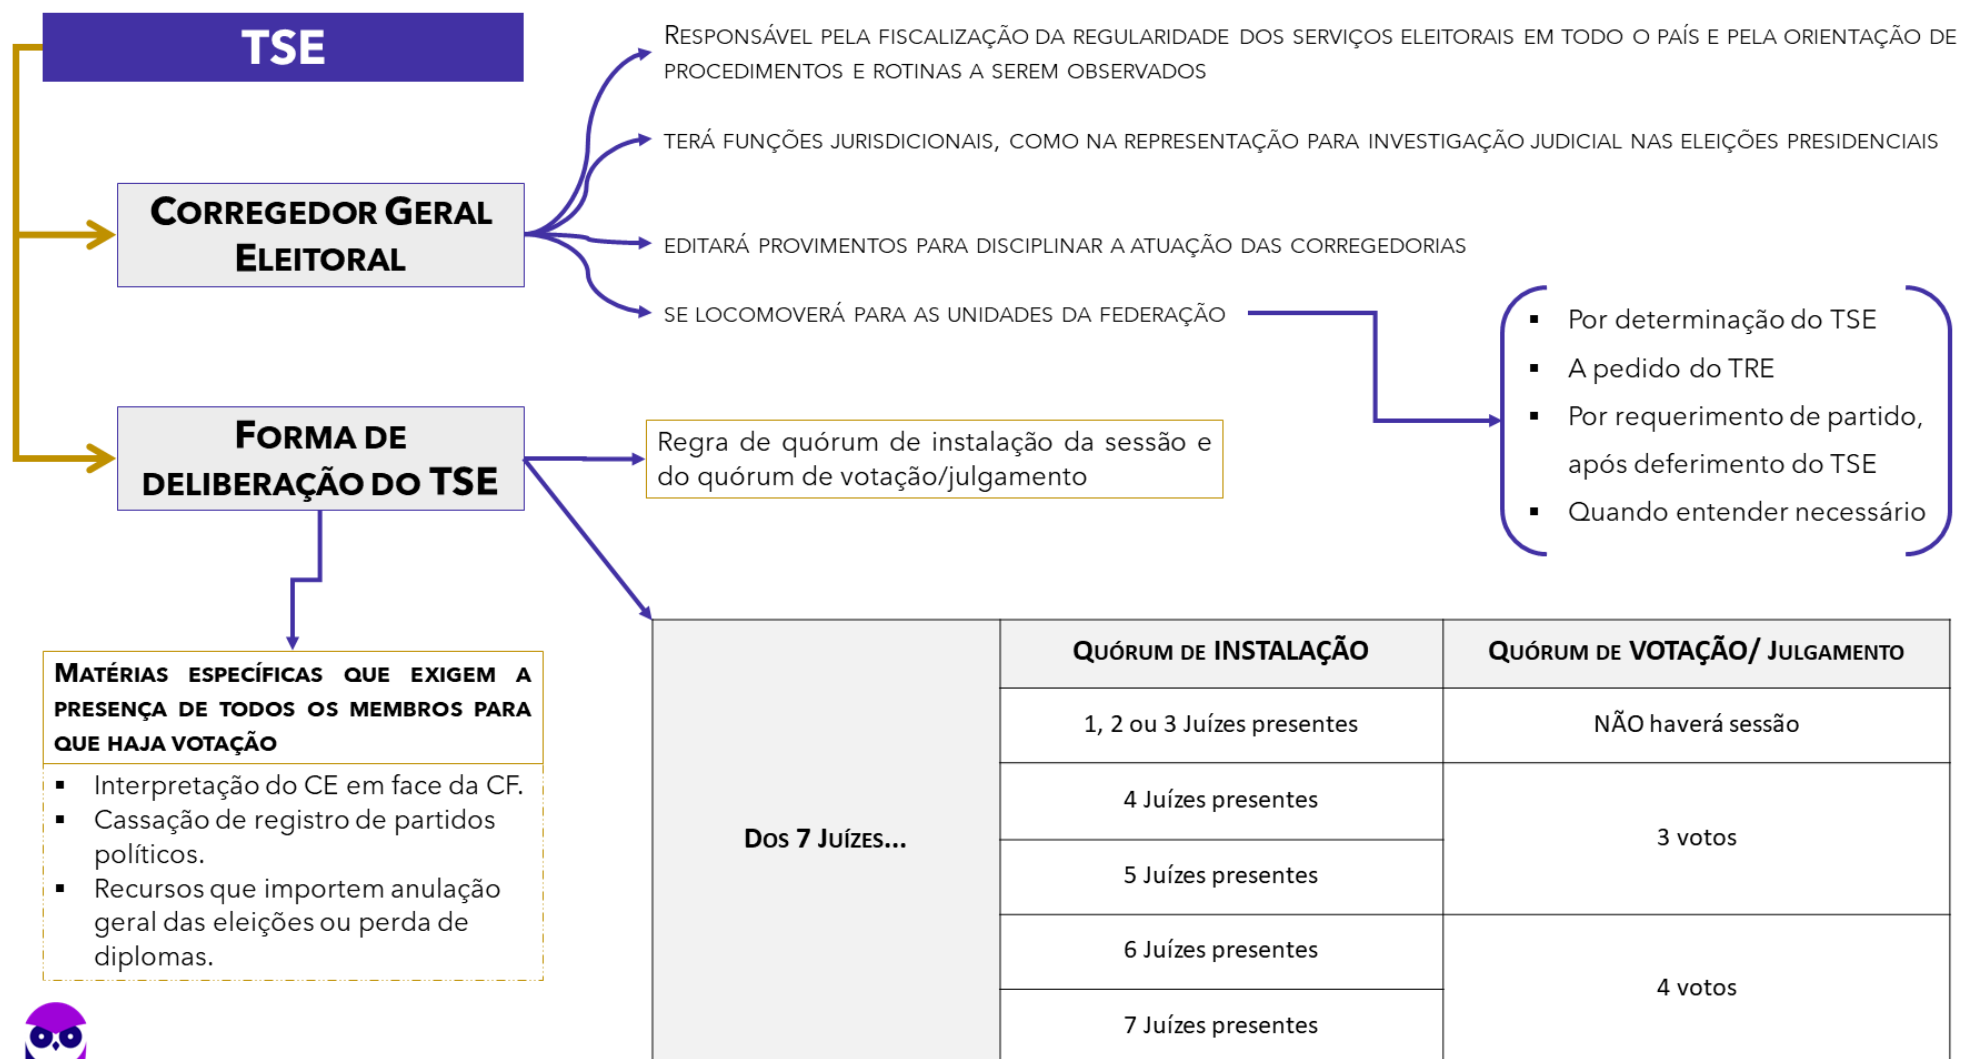 TSE
RESPONSÁVEL PELA FISCALIZAÇÃO DA REGULARIDADE DOS SERVIÇOS ELEITORAIS EM TODO O PAÍS E PELA ORIENTAÇÃO DE
PROCEDIMENTOS E ROTINAS A SEREM OBSERVADOS
TERÁ FUNÇÕES JURISDICIONAIS, COMO NA REPRESENTAÇÃO PARA INVESTIGAÇÃO JUDICIAL NAS ELEIÇÕES PRESIDENCIAIS
CORREGEDOR GERAL
ELEITORAL
EDITARÁ PROVIMENTOS PARA DISCIPLINAR A ATUAÇÃO DAS CORREGEDORIAS
SE LOCOMOVERÁ PARA AS UNIDADES DA FEDERAÇÃO
▪ Por determinação do TSE
▪ A pedido do TRE
▪ Por requerimento de partido,
após deferimento do TSE
▪ Quando entender necessário
FORMA DE
DELIBERAÇÃO DO TSE
Regra de quórum de instalação da sessão e
do quórum de votação/julgamento
MATÉRIAS ESPECÍFICAS QUE EXIGEM A
PRESENÇA DE TODOS OS MEMBROS PARA
QUE HAJA VOTAÇÃO
▪ Interpretação do CE em face da CF.
▪ Cassação de registro de partidos
políticos.
▪ Recursos que importem anulação
geral das eleições ou perda de
diplomas.
QUÓRUM DE INSTALAÇÃO
QUÓRUM DE VOTAÇÃO/ JULGAMENTO
DOS 7 JUÍZES...
1, 2 ou 3 Juízes presentes
NÃO haverá sessão
4 Juízes presentes
5 Juízes presentes
3 votos
6 Juízes presentes
7 Juízes presentes
4 votos